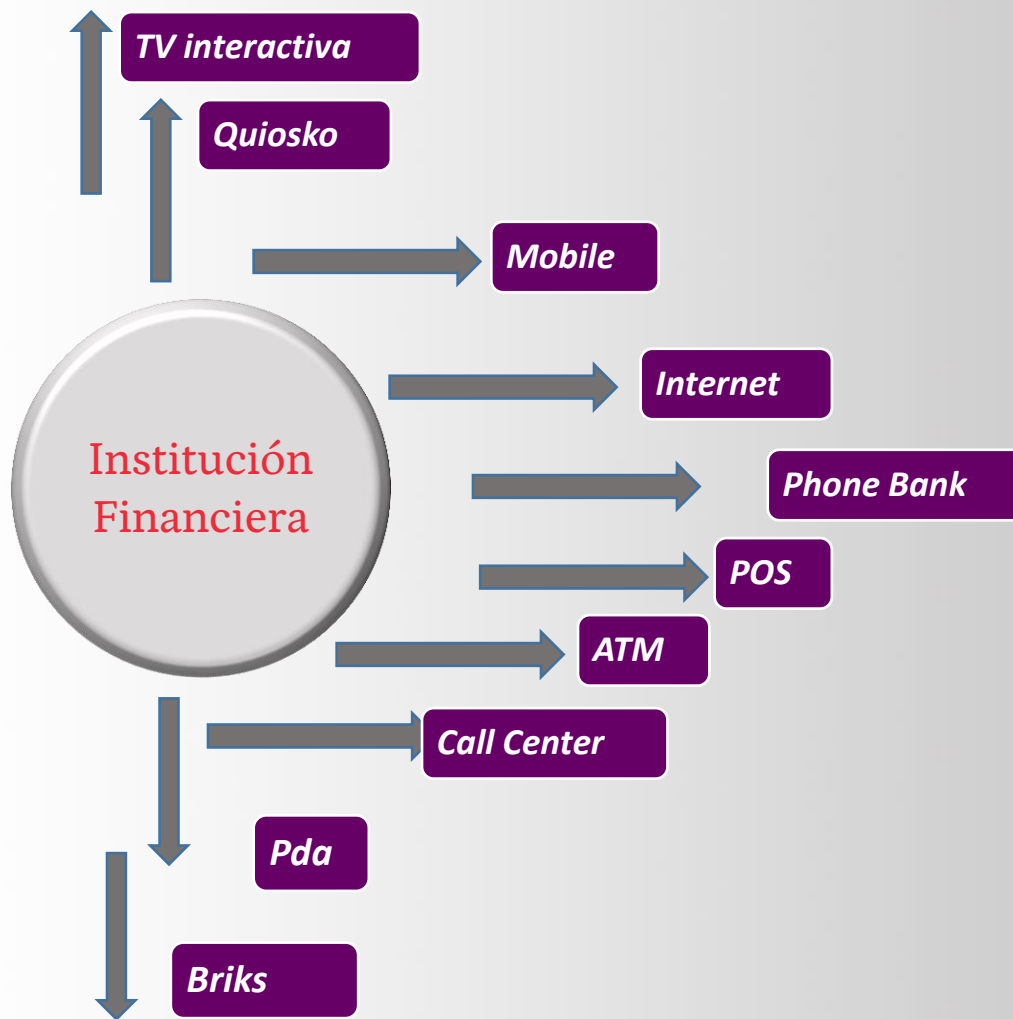 TV interactiva
Quiosko
Mobile
Internet
Institución
Financiera
Phone Bank
POS
ATM
Call Center
Pda
Briks